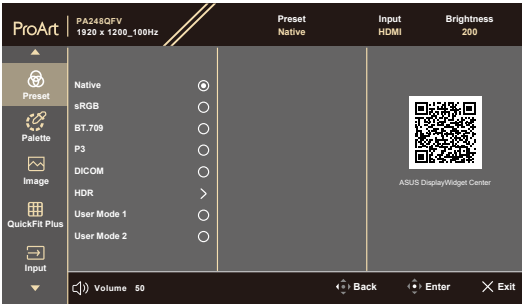 ProArt
PA248QFV
1920 x 1200_100Hz
Preset
Native
Input
HDMI
Brightness
200
Preset
Palette
Image
QuickFit Plus
Input
Native
sRGB
BT.709
P3
DICOM
HDR
User Mode 1
User Mode 2
ASUS DisplayWidget Center
Volume 50
Back
Enter
Exit